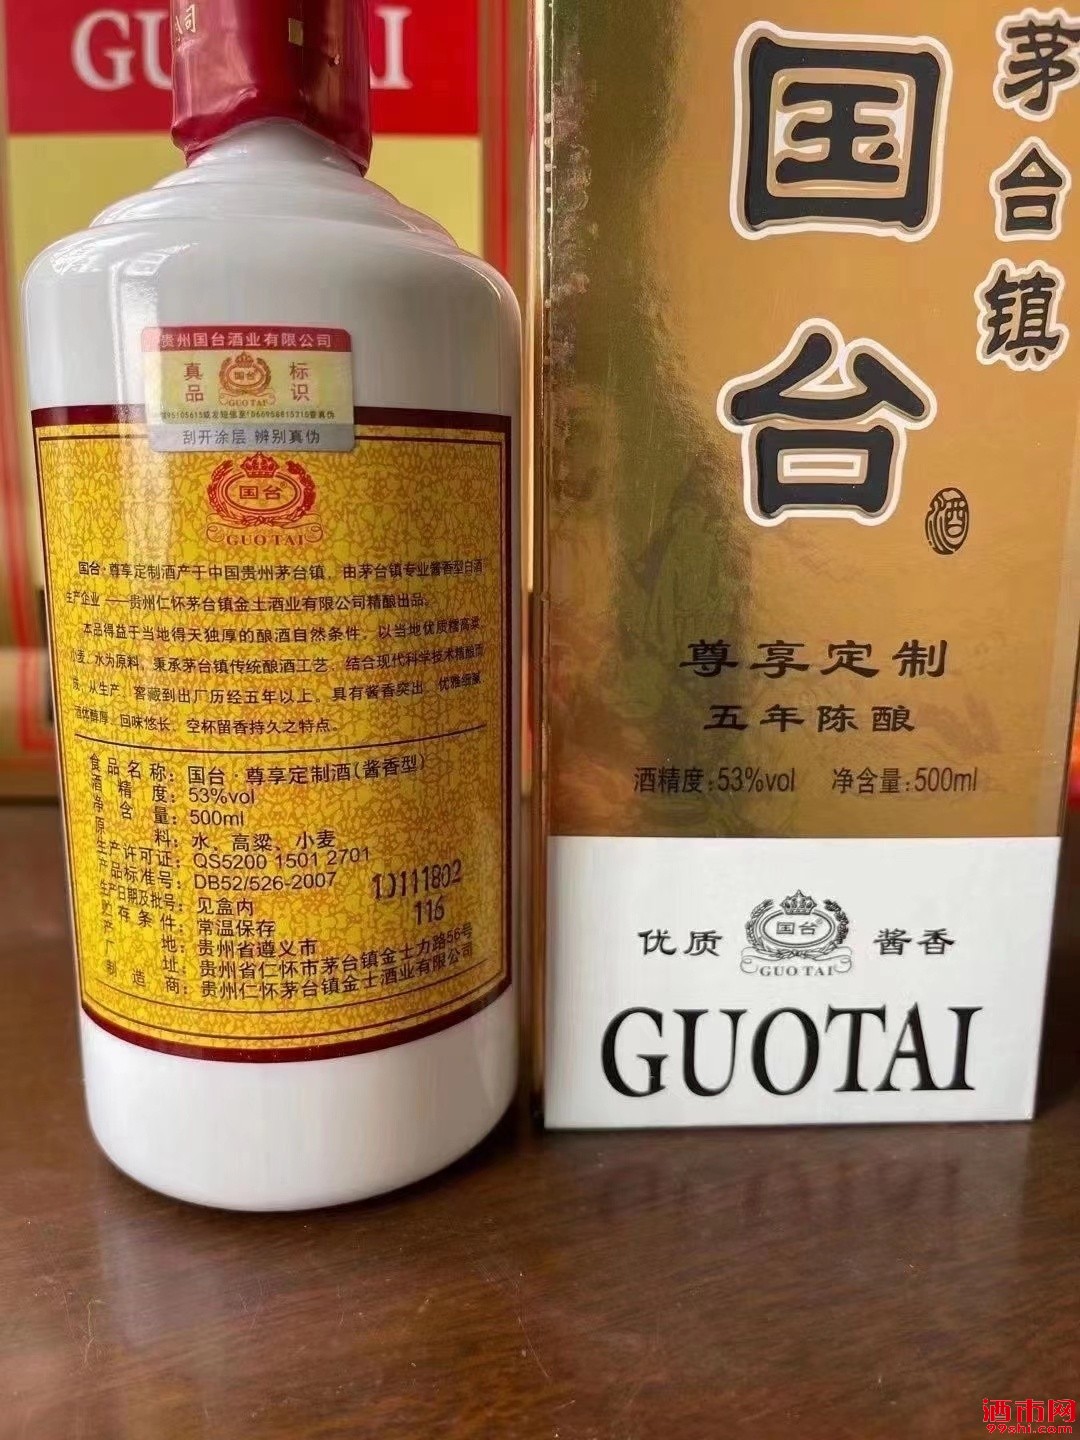 GU
AI
公司
贵州国台酒业有限公司
真品
标识
国台
GUO TAI
刮开涂层 辨别真伪
国台®
GUO TAI
国台·尊享定制酒产于中国贵州茅台镇，由茅台镇专业酱香型白酒
生产企业——贵州仁怀茅台镇金士酒业有限公司精酿出品。
本品得益于当地得天独厚的酿酒自然条件，以当地优质糯高粱、
小麦、水为原料，秉承茅台镇传统酿酒工艺，结合现代科学技术精酿而
成，从生产、窖藏到出厂历经五年以上。具有酱香突出、优雅细腻、
酒体醇厚、回味悠长、空杯留香持久之特点。
食品名称：国台·尊享定制酒（酱香型）
酒精度：53%vol
净含量：500ml
原料：水、高粱、小麦
生产许可证：QS5200 1501 2701
产品标准号：DB52/526-2007
生产日期及批号：见盒内
贮存条件：常温保存
产地：贵州省遵义市
厂址：贵州省仁怀市茅台镇金士力路56号
制造商：贵州仁怀茅台镇金士酒业有限公司
10111802
116
茅台镇
国台
酒
尊享定制
五年陈酿
酒精度：53%vol 净含量：500ml
优质 国台 酱香
GUO TAI
GUOTAI
酒市网
99shi.com